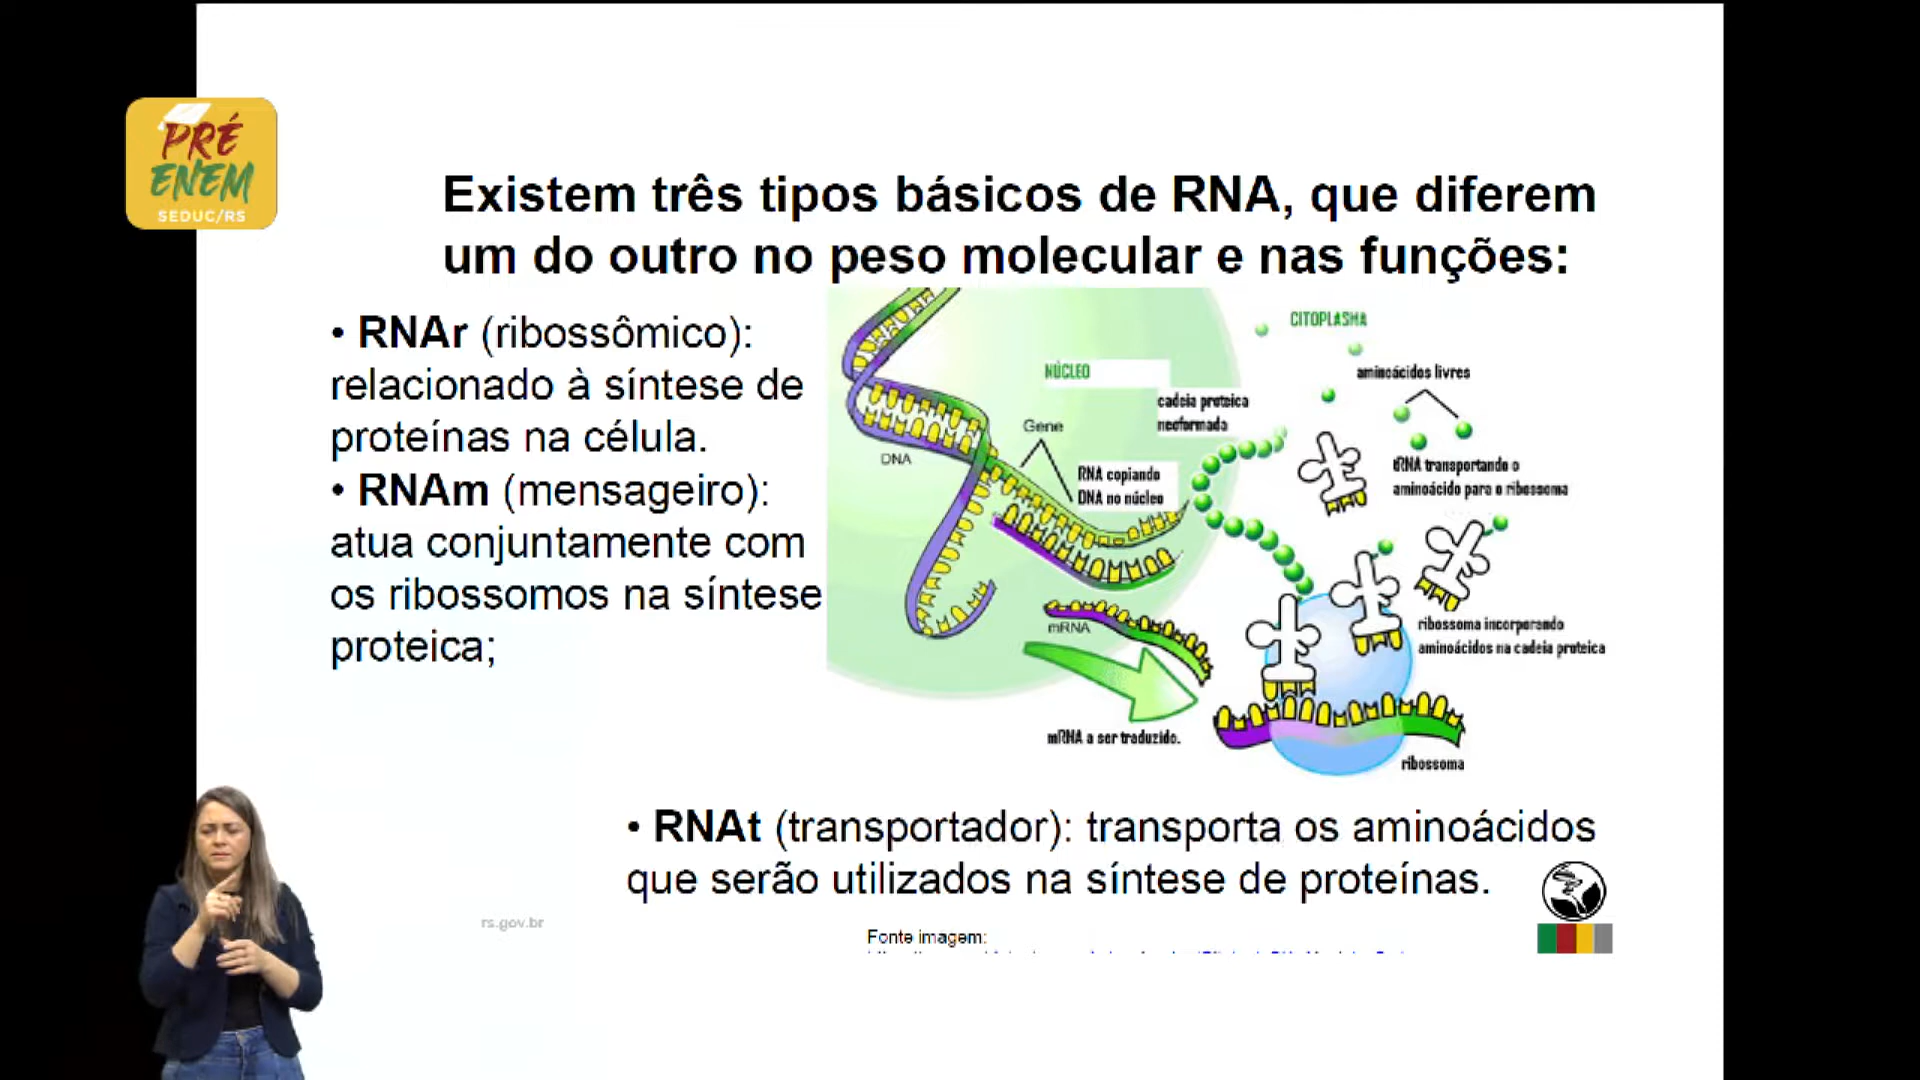 PRÉ
ENEM
SEDUC/RS
Existem três tipos básicos de RNA, que diferem
um do outro no peso molecular e nas funções:
• RNAr (ribossômico):
relacionado à síntese de
proteínas na célula.
• RNAm (mensageiro):
atua conjuntamente com
os ribossomos na síntese
proteica;
CITOPLASMA
NÚCLEO
aminoácidos livres
cadeia proteica
neoformada
Gene
DNA
RNA copiando
DNA no núcleo
tRNA transportando o
aminoácido para o ribossoma
mRNA
ribossoma incorporando
aminoácidos na cadeia proteica
mRNA a ser traduzido.
ribossoma
• RNAt (transportador): transporta os aminoácidos
que serão utilizados na síntese de proteínas.
rs.gov.br
Fonte imagem: